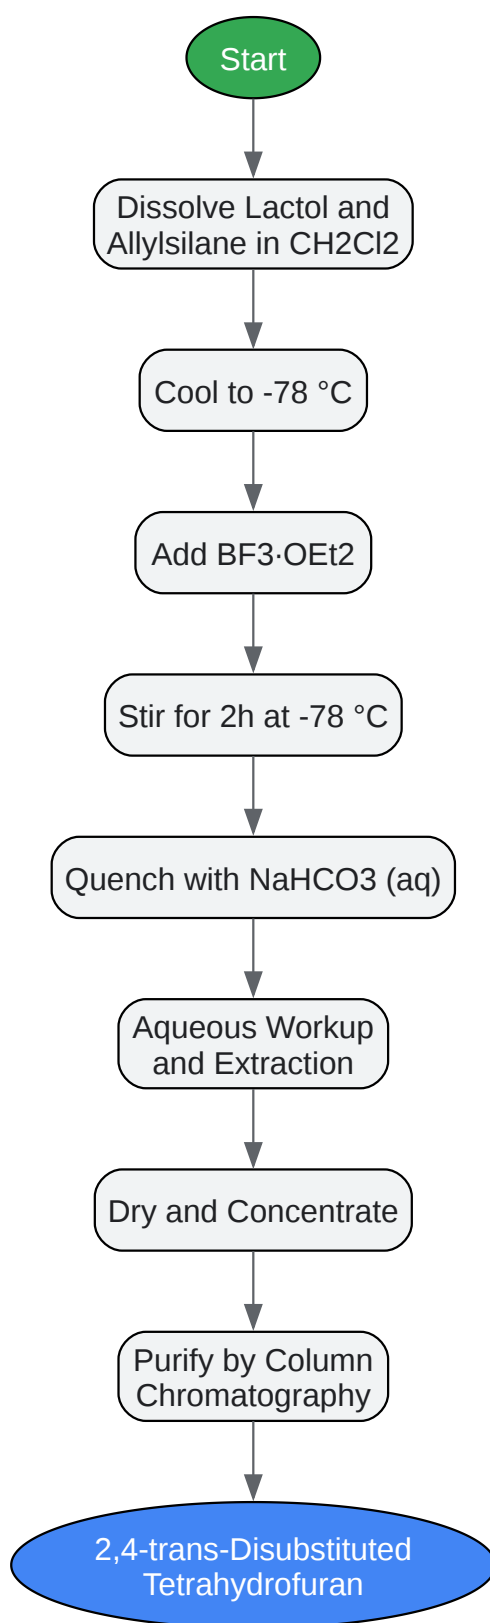 Start
Dissolve Lactol and
Allylsilane in CH2Cl2
Cool to -78 °C
Add BF3·OEt2
Stir for 2h at -78 °C
Quench with NaHCO3 (aq)
Aqueous Workup
and Extraction
Dry and Concentrate
Purify by Column
Chromatography
2,4-trans-Disubstituted
Tetrahydrofuran